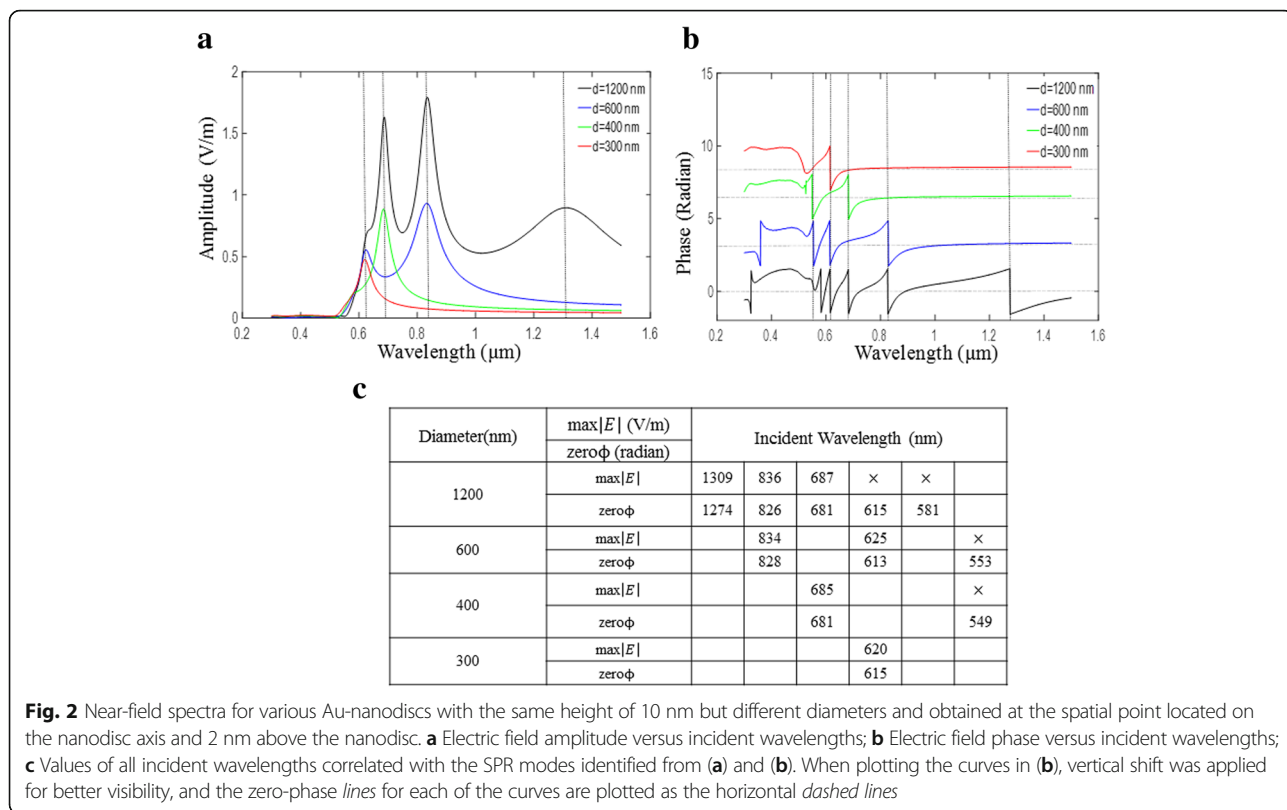 a
b
2
1.5
1
0.5
0
Amplitude (V/m)
d=1200 nm
d=600 nm
d=400 nm
d=300 nm
0.2 0.4 0.6 0.8 1 1.2 1.4 1.6
Wavelength (μm)
15
10
5
0
Phase (Radian)
d=1200 nm
d=600 nm
d=400 nm
d=300 nm
0.2 0.4 0.6 0.8 1 1.2 1.4 1.6
Wavelength (μm)
c
Diameter(nm) max|E| (V/m) Incident Wavelength (nm)
zeroϕ (radian)
1200 max|E| 1309 836 687 × ×
zeroϕ 1274 826 681 615 581
600 max|E| 834 625 ×
zeroϕ 828 613 553
400 max|E| 685 ×
zeroϕ 681 549
300 max|E| 620
zeroϕ 615
Fig. 2 Near-field spectra for various Au-nanodiscs with the same height of 10 nm but different diameters and obtained at the spatial point located on
the nanodisc axis and 2 nm above the nanodisc. a Electric field amplitude versus incident wavelengths; b Electric field phase versus incident wavelengths;
c Values of all incident wavelengths correlated with the SPR modes identified from (a) and (b). When plotting the curves in (b), vertical shift was applied
for better visibility, and the zero-phase lines for each of the curves are plotted as the horizontal dashed lines